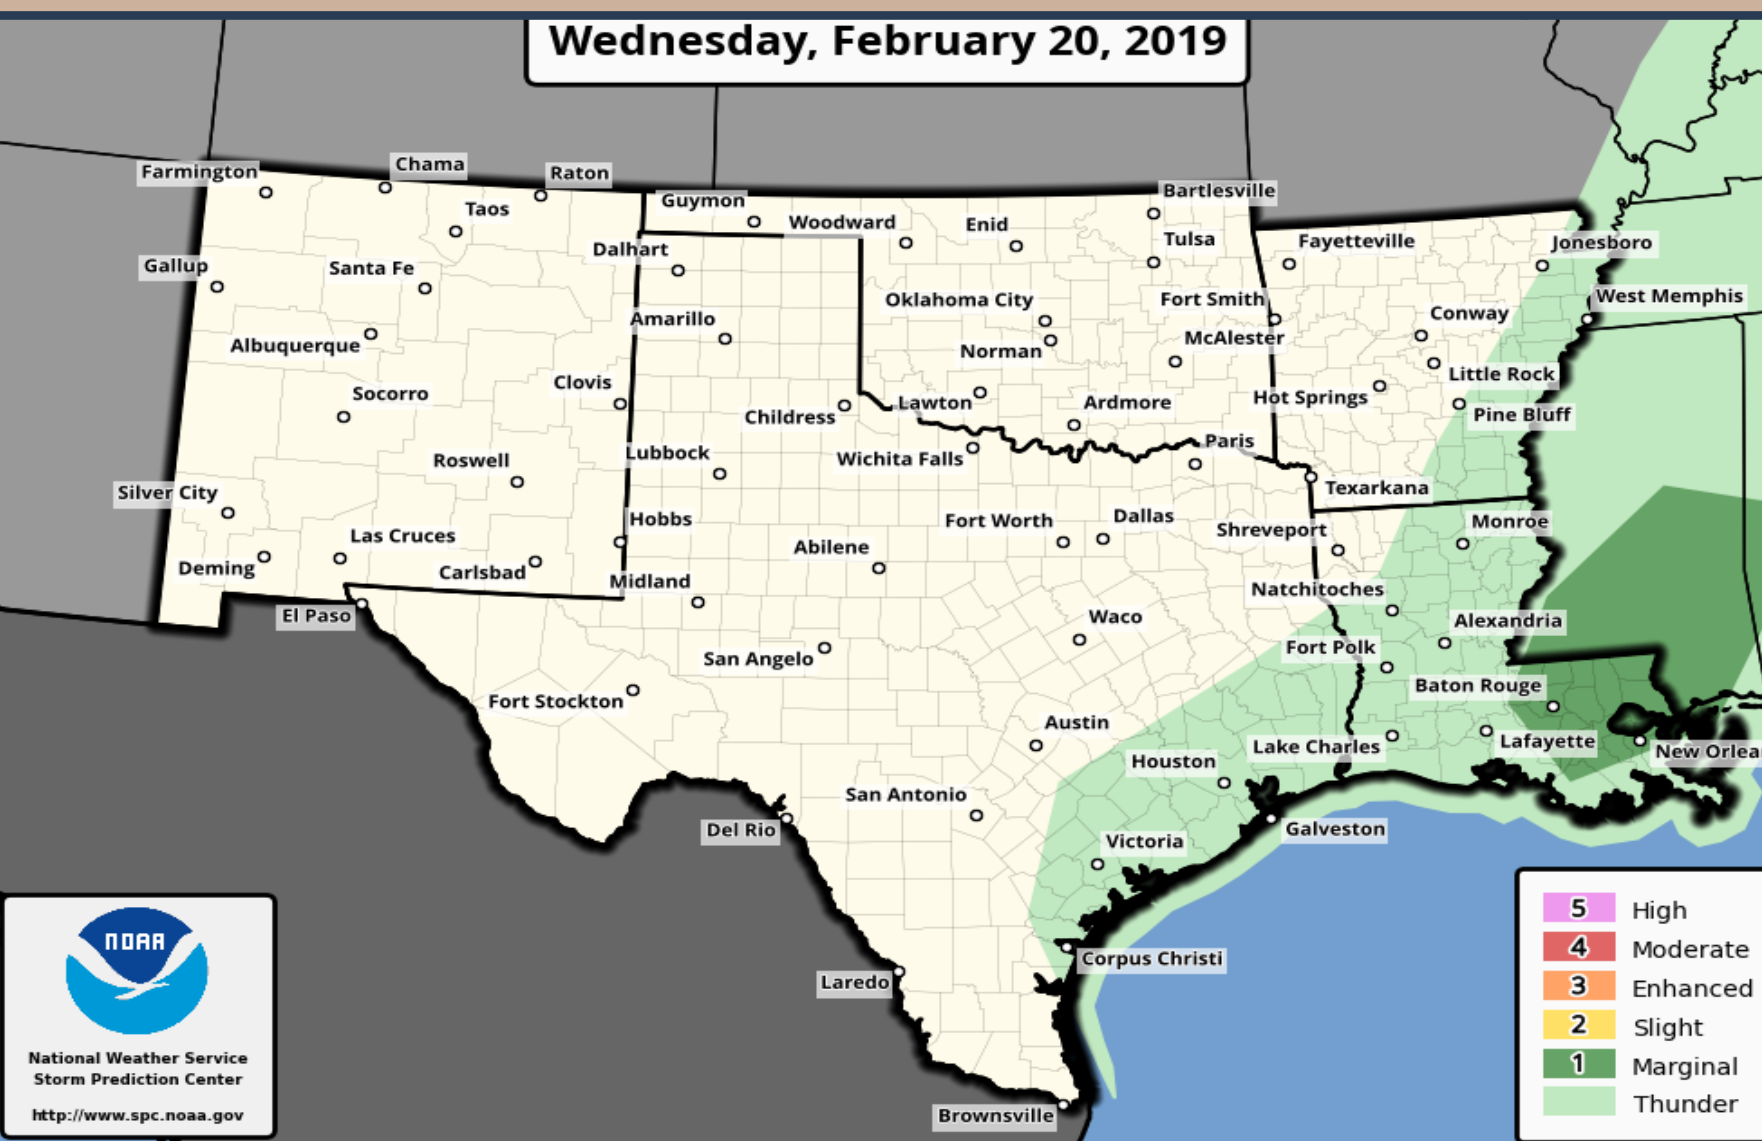 Wednesday, February 20, 2019
Farmington
Chama
Raton
Taos
Guymon
Woodward
Enid
Bartlesville
Tulsa
Fayetteville
Jonesboro
Gallup
Santa Fe
Dalhart
Oklahoma City
Fort Smith
West Memphis
Albuquerque
Amarillo
Norman
McAlester
Conway
Socorro
Clovis
Childress
Lawton
Ardmore
Hot Springs
Little Rock
Pine Bluff
Roswell
Lubbock
Wichita Falls
Paris
Texarkana
Silver City
Las Cruces
Hobbs
Fort Worth
Dallas
Shreveport
Monroe
Deming
Carlsbad
Midland
Abilene
Natchitoches
El Paso
Waco
Alexandria
San Angelo
Fort Polk
Fort Stockton
Baton Rouge
Austin
Houston
Lake Charles
Lafayette
New Orlea
San Antonio
Del Rio
Victoria
Galveston
Corpus Christi
Laredo
Brownsville
NOAA
National Weather Service
Storm Prediction Center
http://www.spc.noaa.gov
5 High
4 Moderate
3 Enhanced
2 Slight
1 Marginal
Thunder